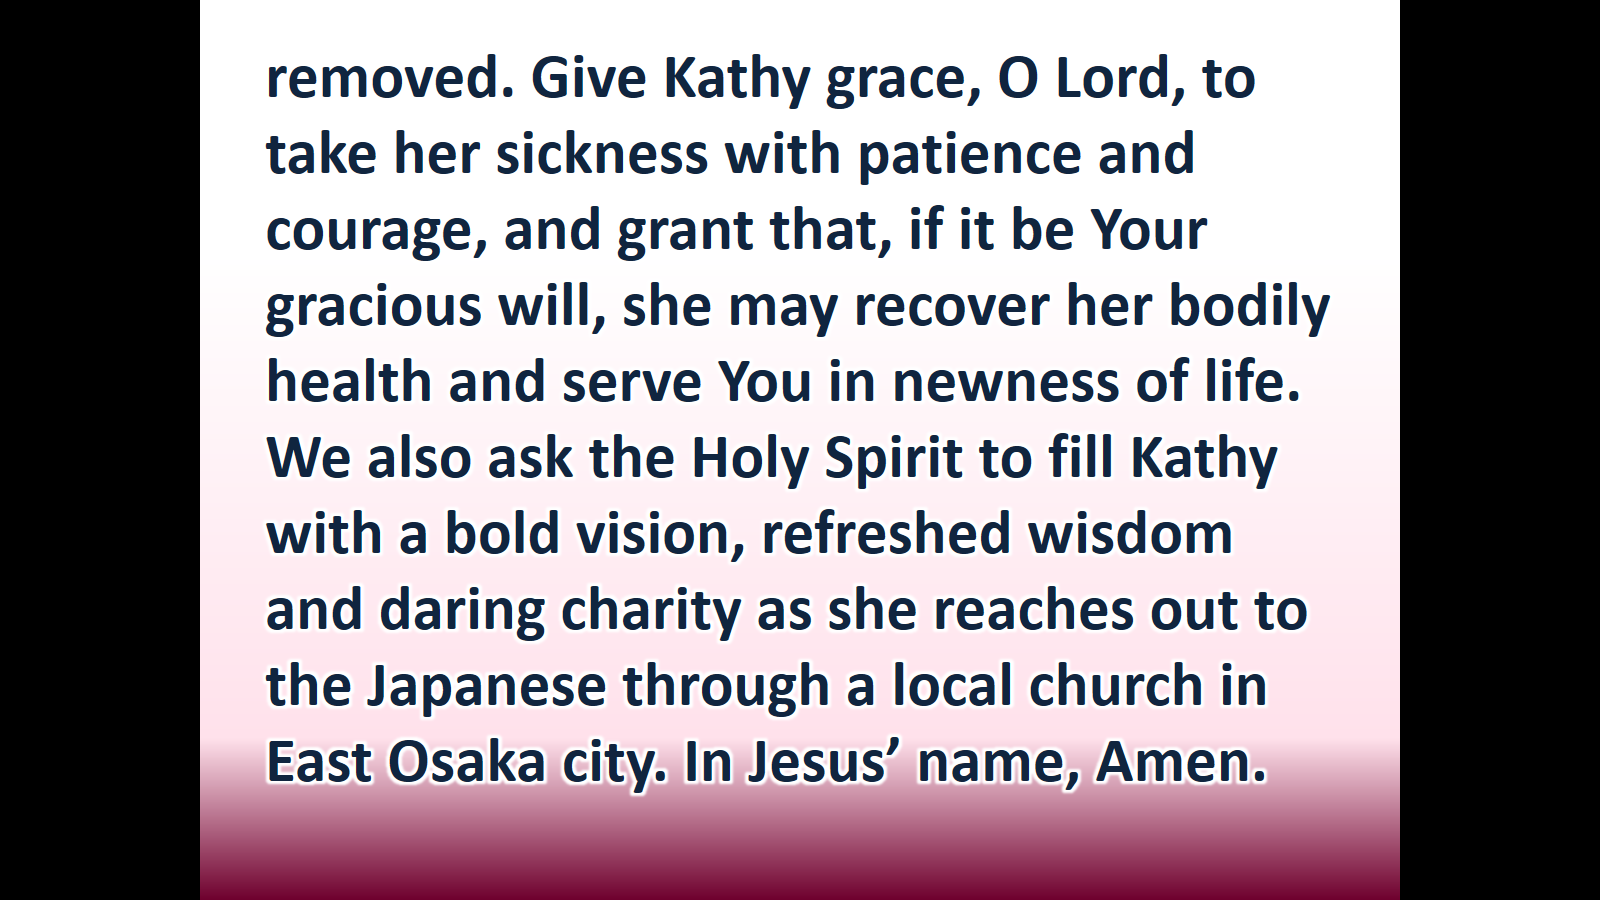 removed. Give Kathy grace, O Lord, to
take her sickness with patience and
courage, and grant that, if it be Your
gracious will, she may recover her bodily
health and serve You in newness of life.
We also ask the Holy Spirit to fill Kathy
with a bold vision, refreshed wisdom
and daring charity as she reaches out to
the Japanese through a local church in
East Osaka city. In Jesus’ name, Amen.